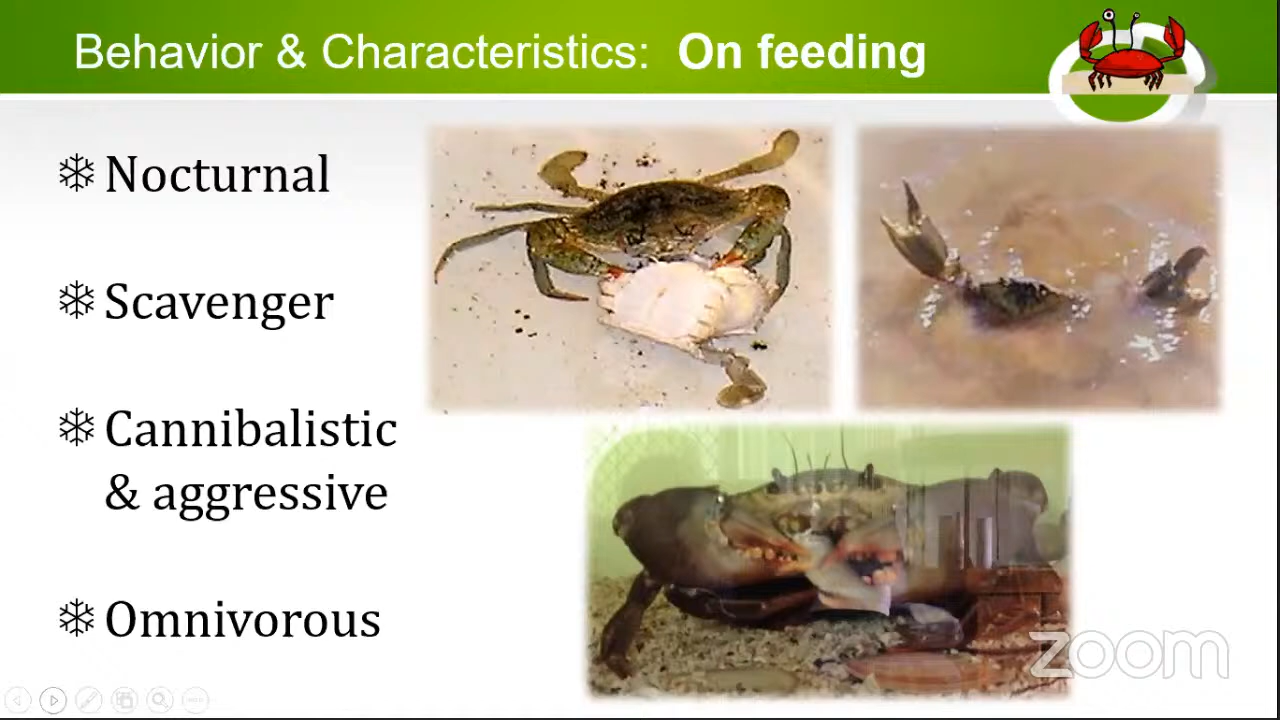 Behavior & Characteristics: On feeding
Nocturnal
Scavenger
Cannibalistic
& aggressive
Omnivorous
zoom